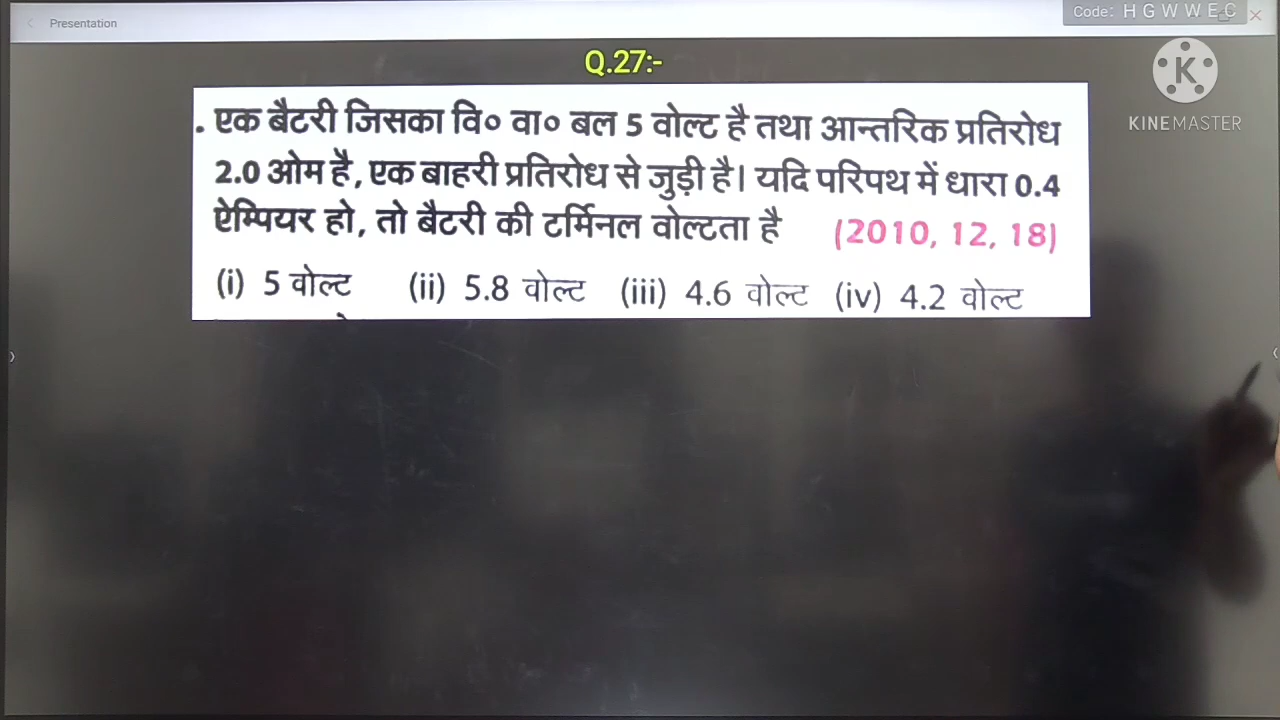 Presentation
Code: H G W W E C
Q.27:-
K
KINEMASTER
. एक बैटरी जिसका वि० वा० बल 5 वोल्ट है तथा आन्तरिक प्रतिरोध
2.0 ओम है, एक बाहरी प्रतिरोध से जुड़ी है। यदि परिपथ में धारा 0.4
ऐम्पियर हो, तो बैटरी की टर्मिनल वोल्टता है (2010, 12, 18)
(i) 5 वोल्ट (ii) 5.8 वोल्ट (iii) 4.6 वोल्ट (iv) 4.2 वोल्ट